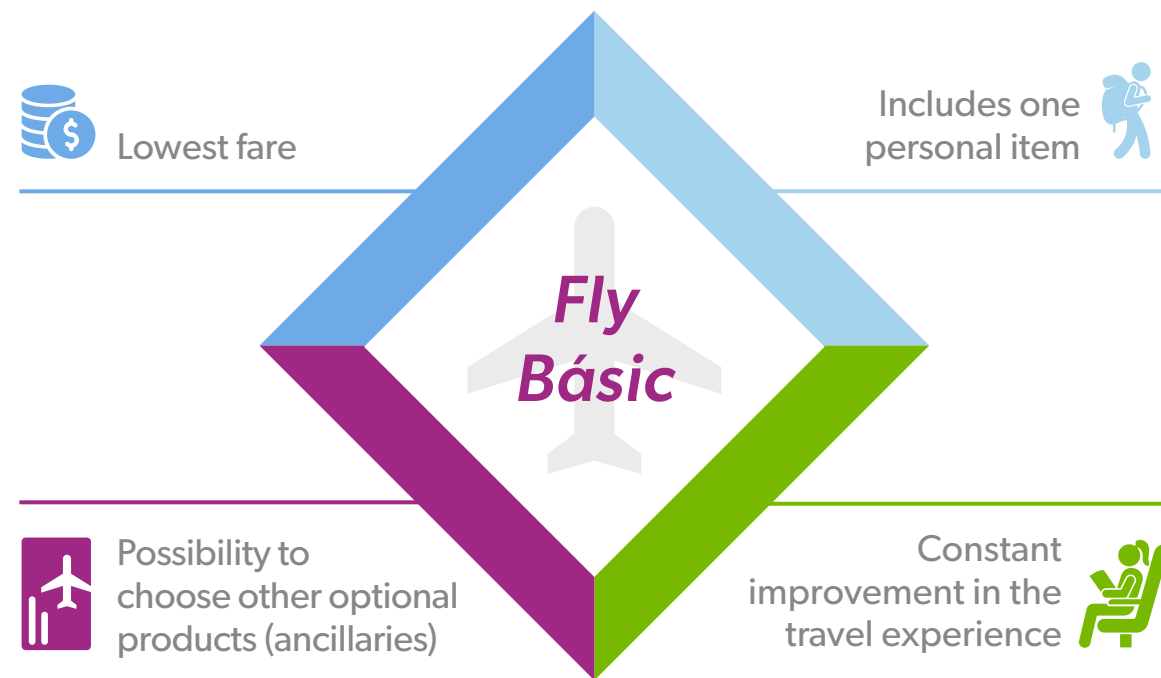 $
Lowest fare
Includes one
personal item
Fly
Básic
Possibility to
choose other optional
products (ancillaries)
Constant
improvement in the
travel experience